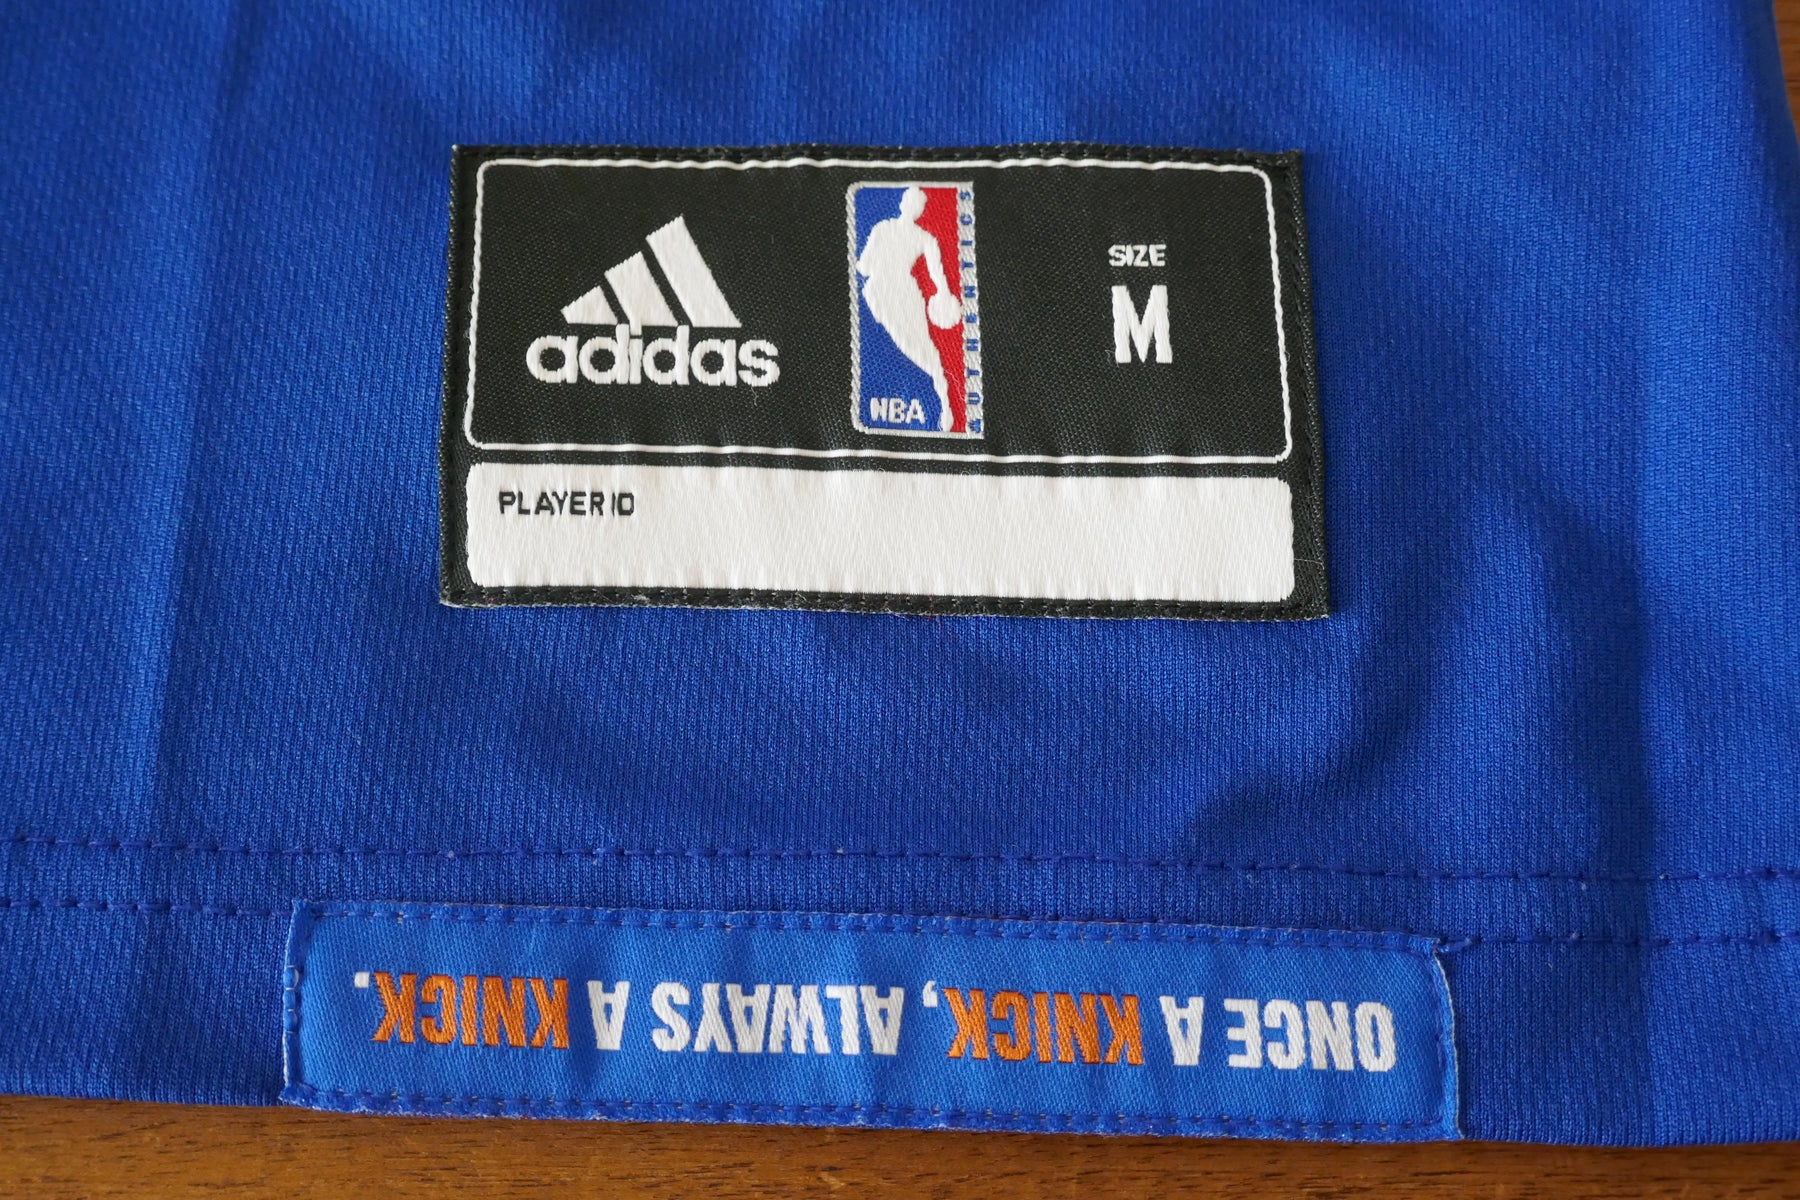 adidas
NBA
AUTHENTICS
SIZE
M
PLAYER ID
ONCE A KNICK, ALWAYS A KNICK.